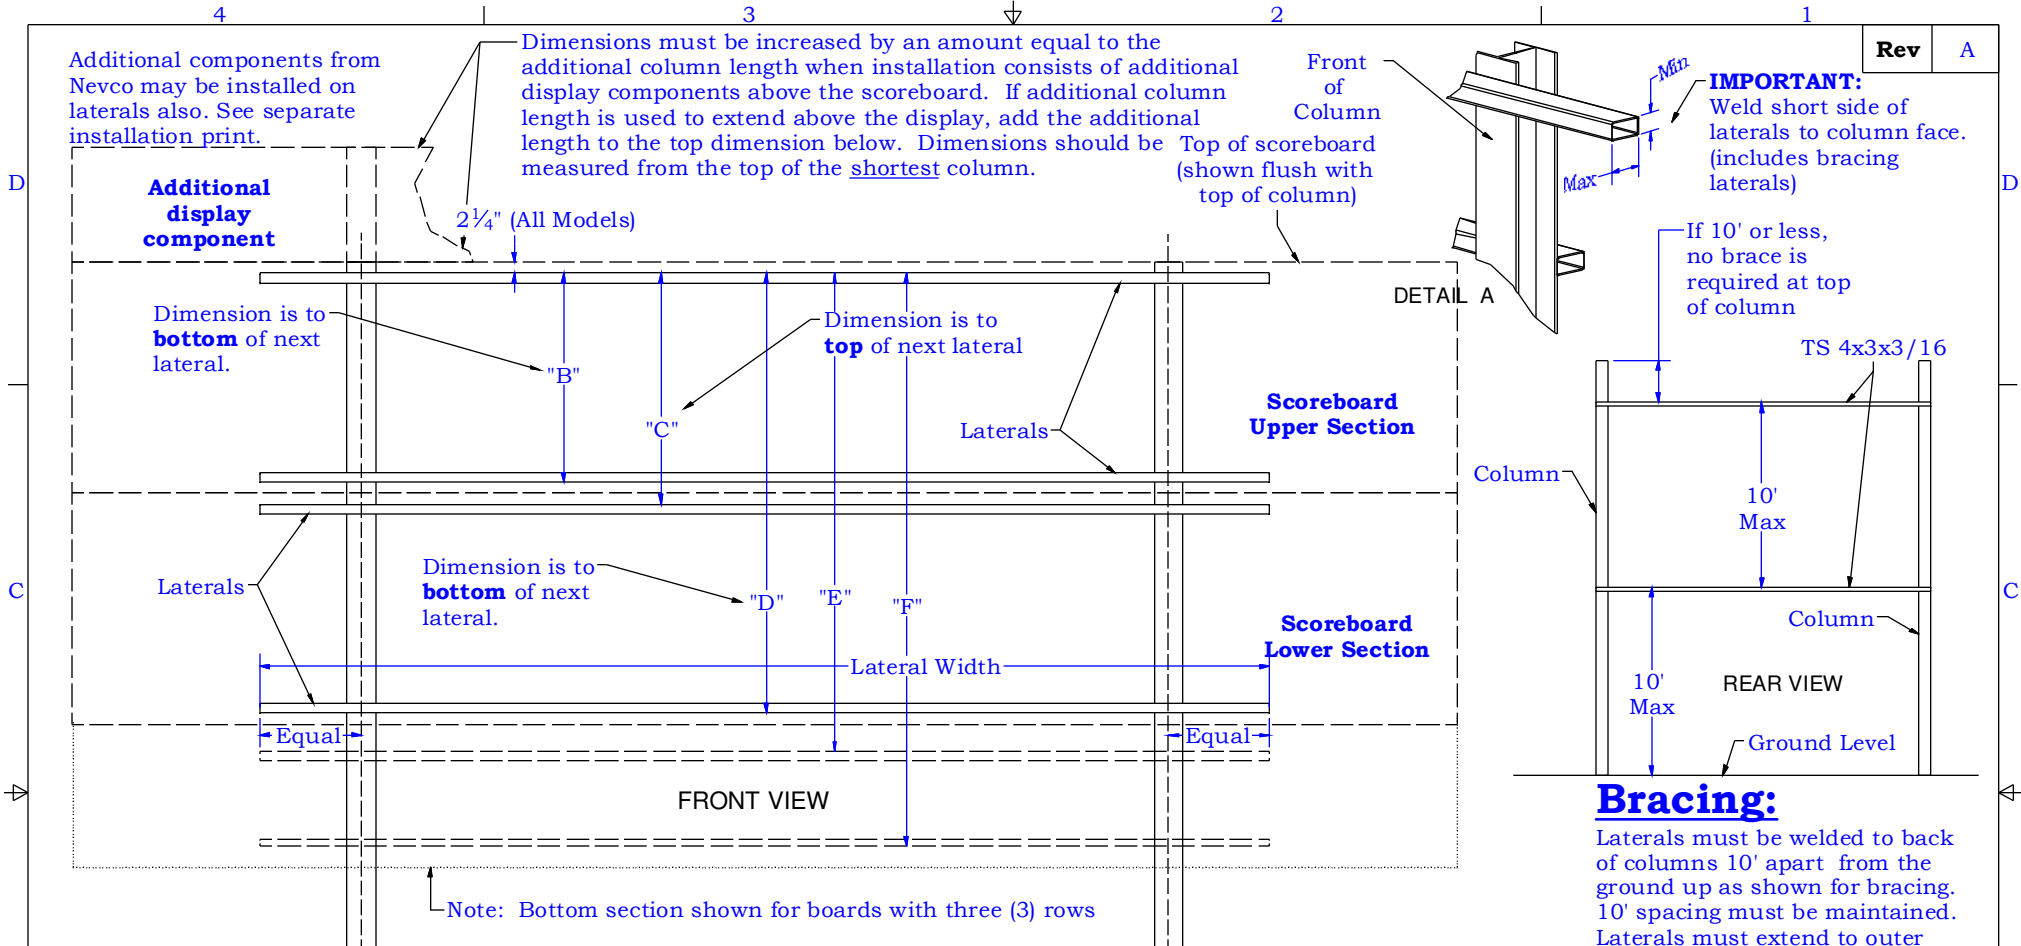 4
3
2
1
Rev A
Additional components from
Nevco may be installed on
laterals also. See separate
installation print.
Dimensions must be increased by an amount equal to the
additional column length when installation consists of additional
display components above the scoreboard. If additional column
length is used to extend above the display, add the additional
length to the top dimension below. Dimensions should be
measured from the top of the shortest column.
Front
of
Column
Min
Max
IMPORTANT:
Weld short side of
laterals to column face.
(includes bracing
laterals)
Top of scoreboard
(shown flush with
top of column)
D
D
Additional
display
component
2¼" (All Models)
If 10' or less,
no brace is
required at top
of column
DETAIL A
Dimension is to
bottom of next
lateral.
Dimension is to
top of next lateral
TS 4x3x3/16
"B"
"C"
Laterals
Scoreboard
Upper Section
Column
10'
Max
Laterals
Dimension is to
bottom of next
lateral.
"D"
"E"
"F"
C
C
Scoreboard
Lower Section
Column
Lateral Width
10'
Max
REAR VIEW
Equal
Equal
Ground Level
FRONT VIEW
Bracing:
Laterals must be welded to back
of columns 10' apart from the
ground up as shown for bracing.
10' spacing must be maintained.
Laterals must extend to outer
Note: Bottom section shown for boards with three (3) rows